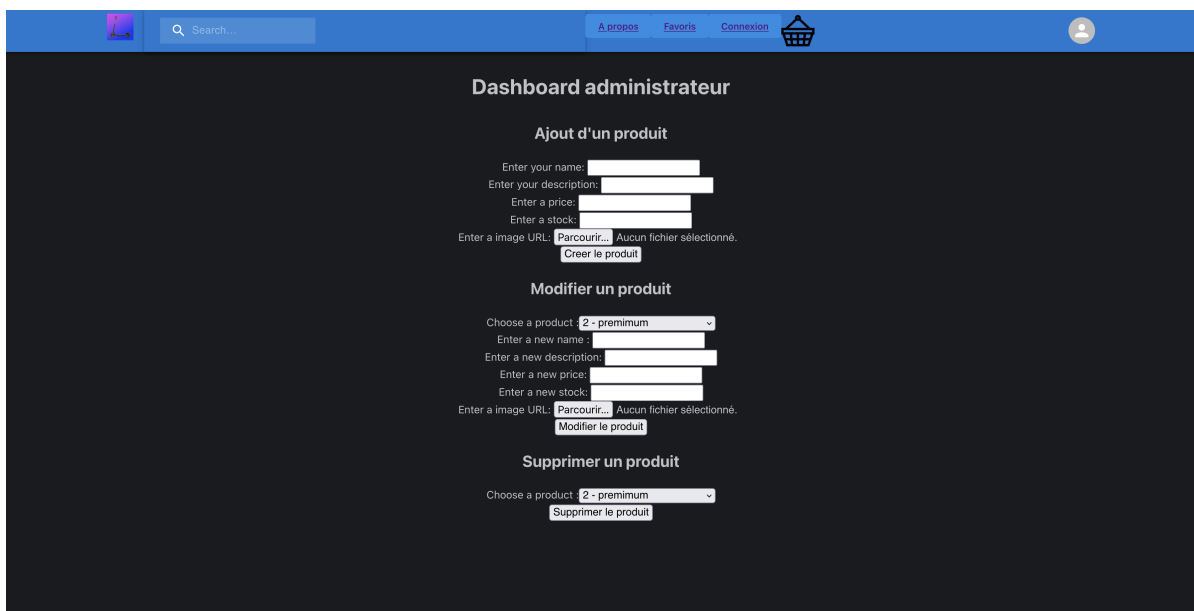 Search...
A propos Favoris Connexion
Dashboard administrateur
Ajout d'un produit
Enter your name:
Enter your description:
Enter a price:
Enter a stock:
Enter a image URL: Parcourir... Aucun fichier sélectionné.
Creer le produit
Modifier un produit
Choose a product : 2 - premimum
Enter a new name :
Enter a new description:
Enter a new price:
Enter a new stock:
Enter a image URL: Parcourir... Aucun fichier sélectionné.
Modifier le produit
Supprimer un produit
Choose a product : 2 - premimum
Supprimer le produit